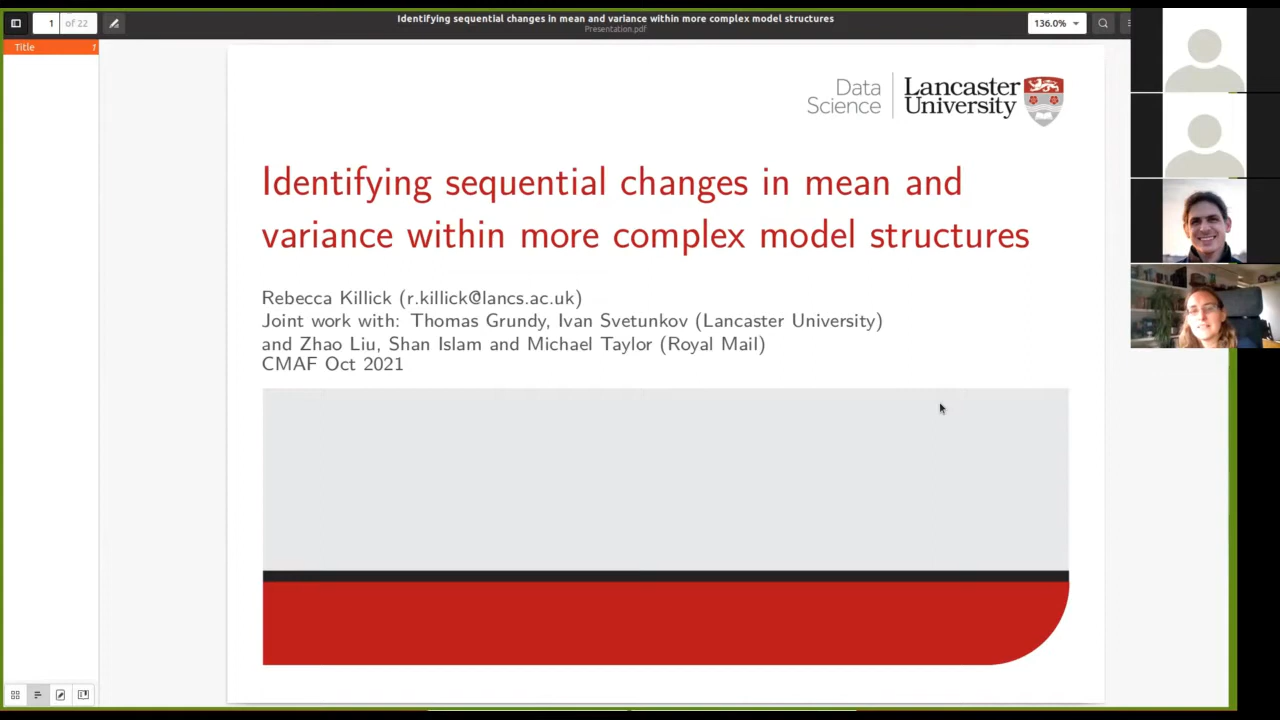 1 of 22
Identifying sequential changes in mean and variance within more complex model structures
Presentation.pdf
136.0%
Title 1
Data
Science
Lancaster
University
Identifying sequential changes in mean and
variance within more complex model structures
Rebecca Killick (r.killick@lancs.ac.uk)
Joint work with: Thomas Grundy, Ivan Svetunkov (Lancaster University)
and Zhao Liu, Shan Islam and Michael Taylor (Royal Mail)
CMAF Oct 2021